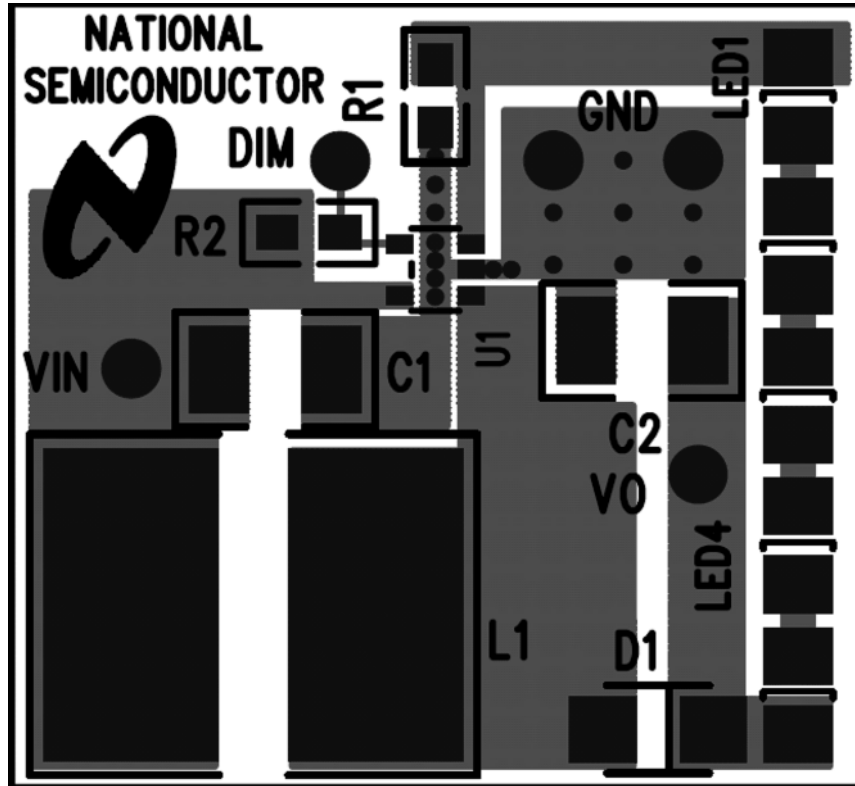 NATIONAL
SEMICONDUCTOR
R1
LED1
DIM
GND
R2
U1
VIN
C1
C2
VO
LED4
L1
D1